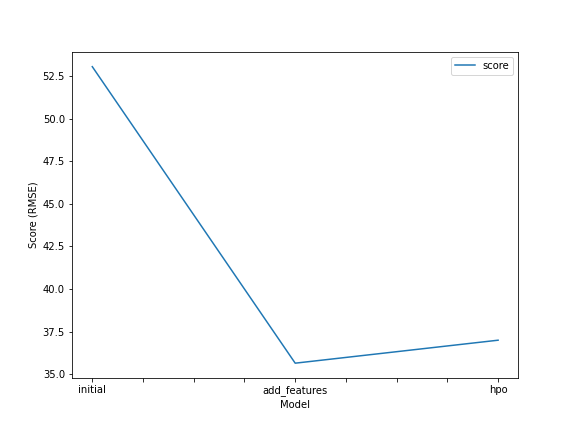 score
52.5
50.0
47.5
45.0
42.5
40.0
37.5
35.0
Score (RMSE)
initial
add_features
hpo
Model